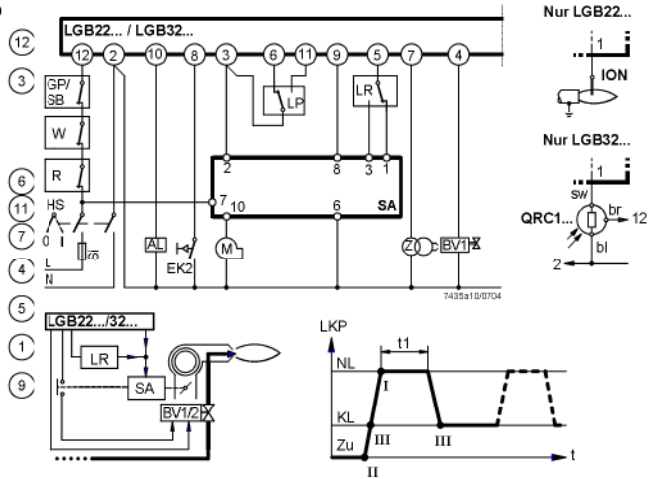 LGB22... / LGB32...
12
12 2 10 8 3 6 11 9 5 7 4
3
GP/
SB
LP
LR
W
2 8 3 1
R
6
7
10 6 SA
11
HS
7
0 I
AL
EK2
M
Z
BV1
4
L
N
7435a10/0704
Nur LGB22...
1
ION
Nur LGB32...
1
sw
br
12
QRC1...
bl
2
5
LGB22.../32...
1
LR
9
SA
BV1/2
LKP
t1
NL
I
KL
III III
Zu
t
II